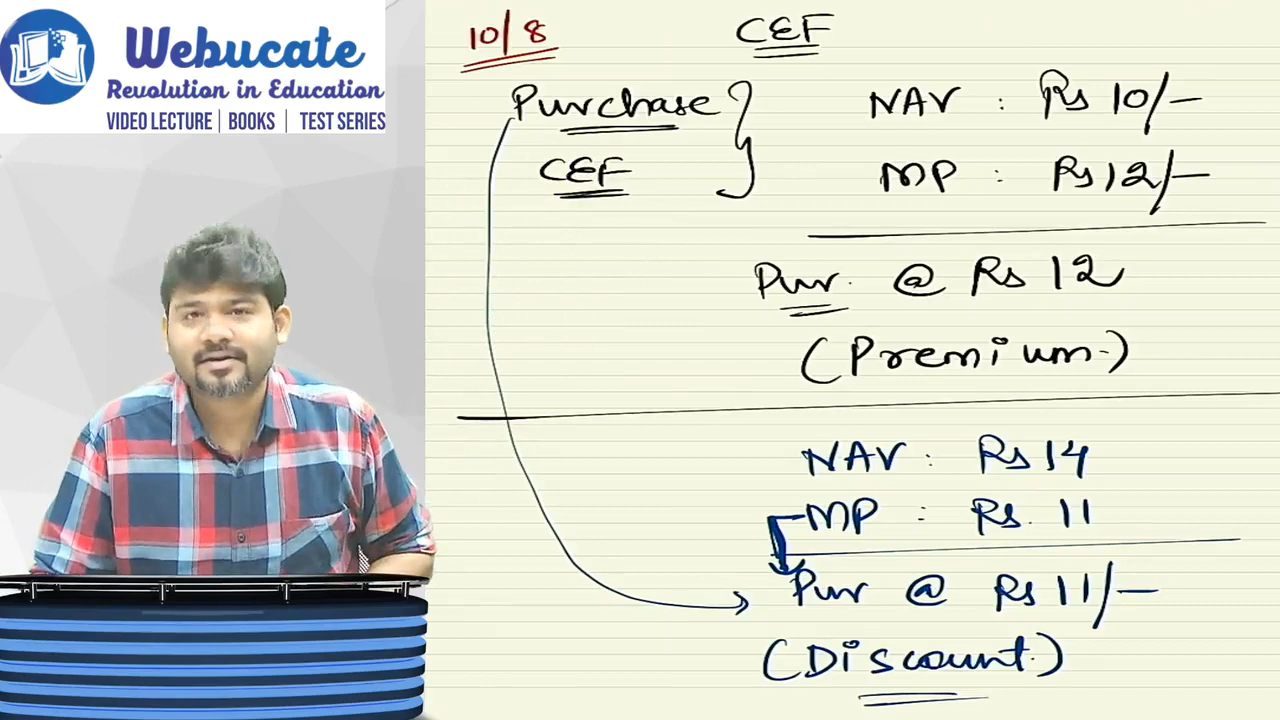 Webucate
Revolution in Education
VIDEO LECTURE | BOOKS | TEST SERIES
10/8
CEF
Purchase
CEF
NAV : Rs 10/-
MP : Rs 12/-
Pur. @ Rs 12
(Premium.)
NAV : Rs 14
MP : Rs. 11
Pur @ Rs 11/-
(Discount.)